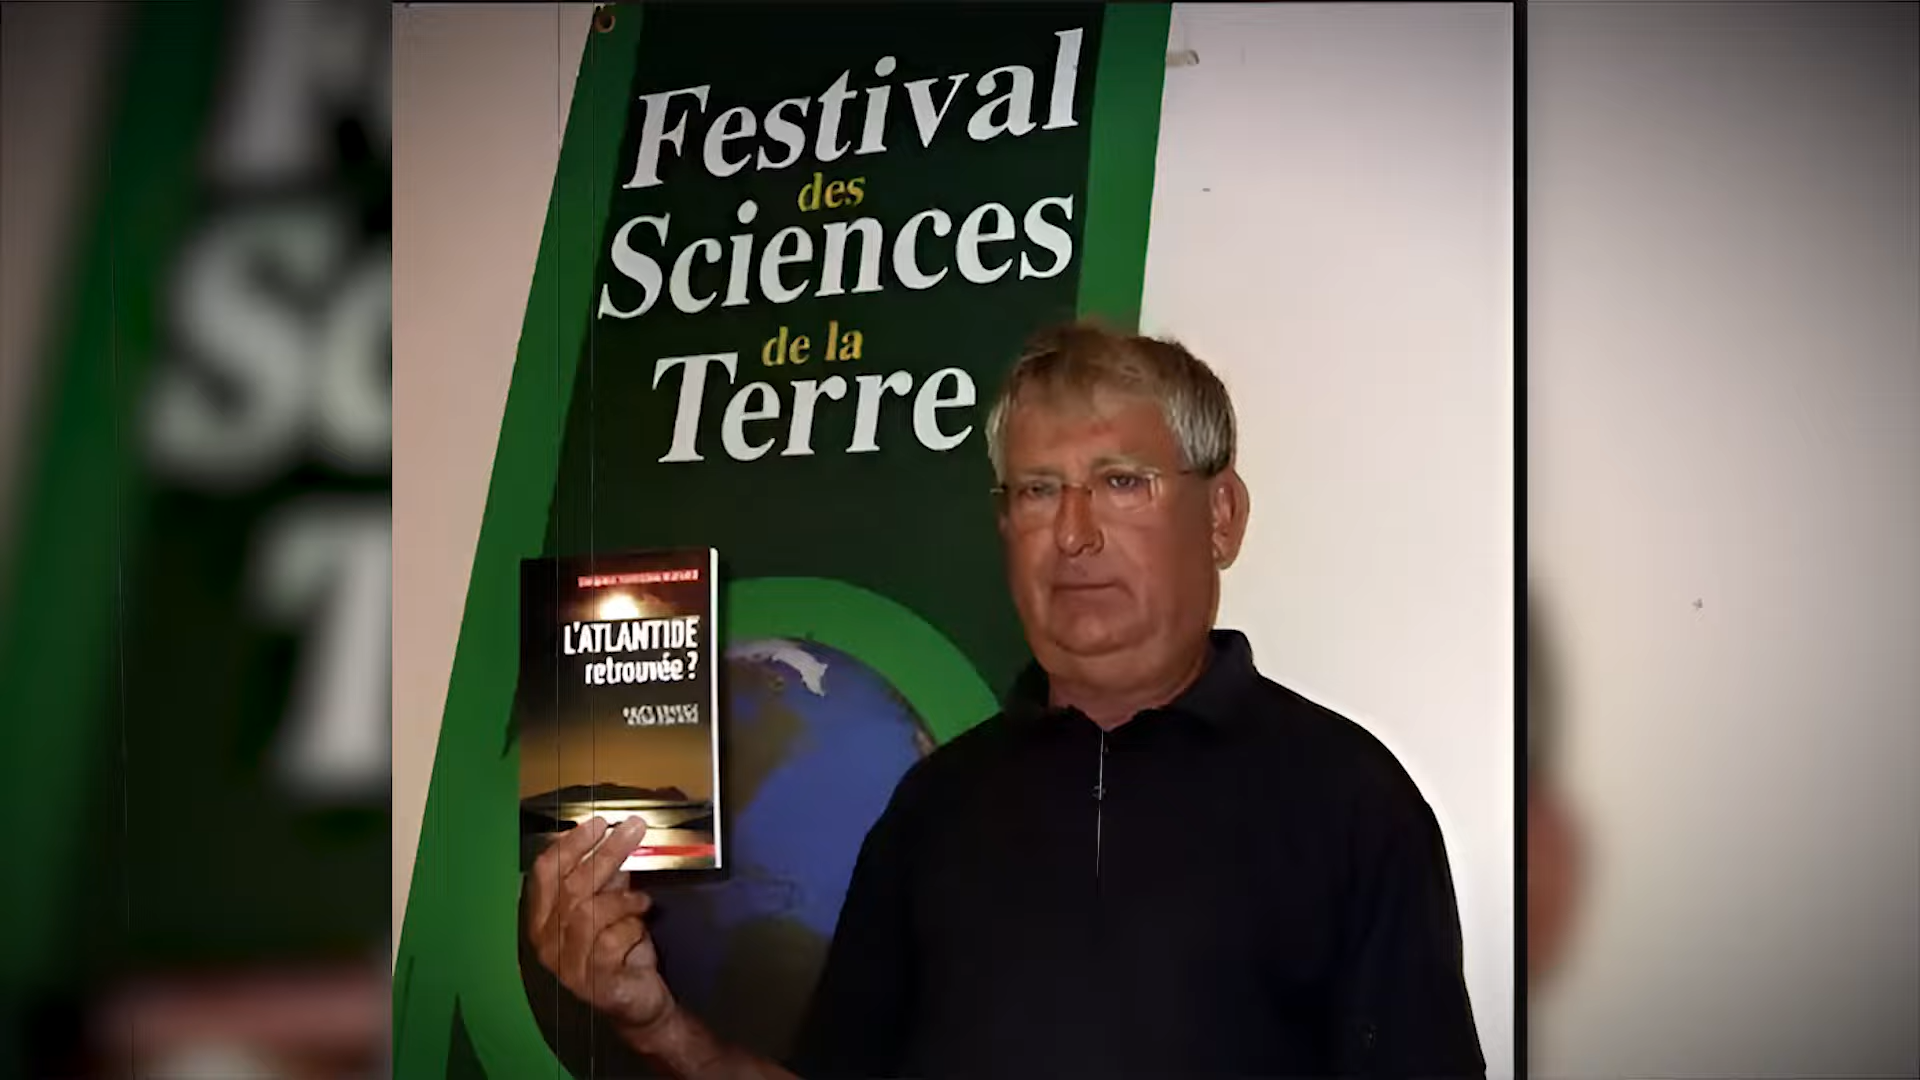 Festival
des
Sciences
de la
Terre
L'ATLANTIDE
retrouvée ?